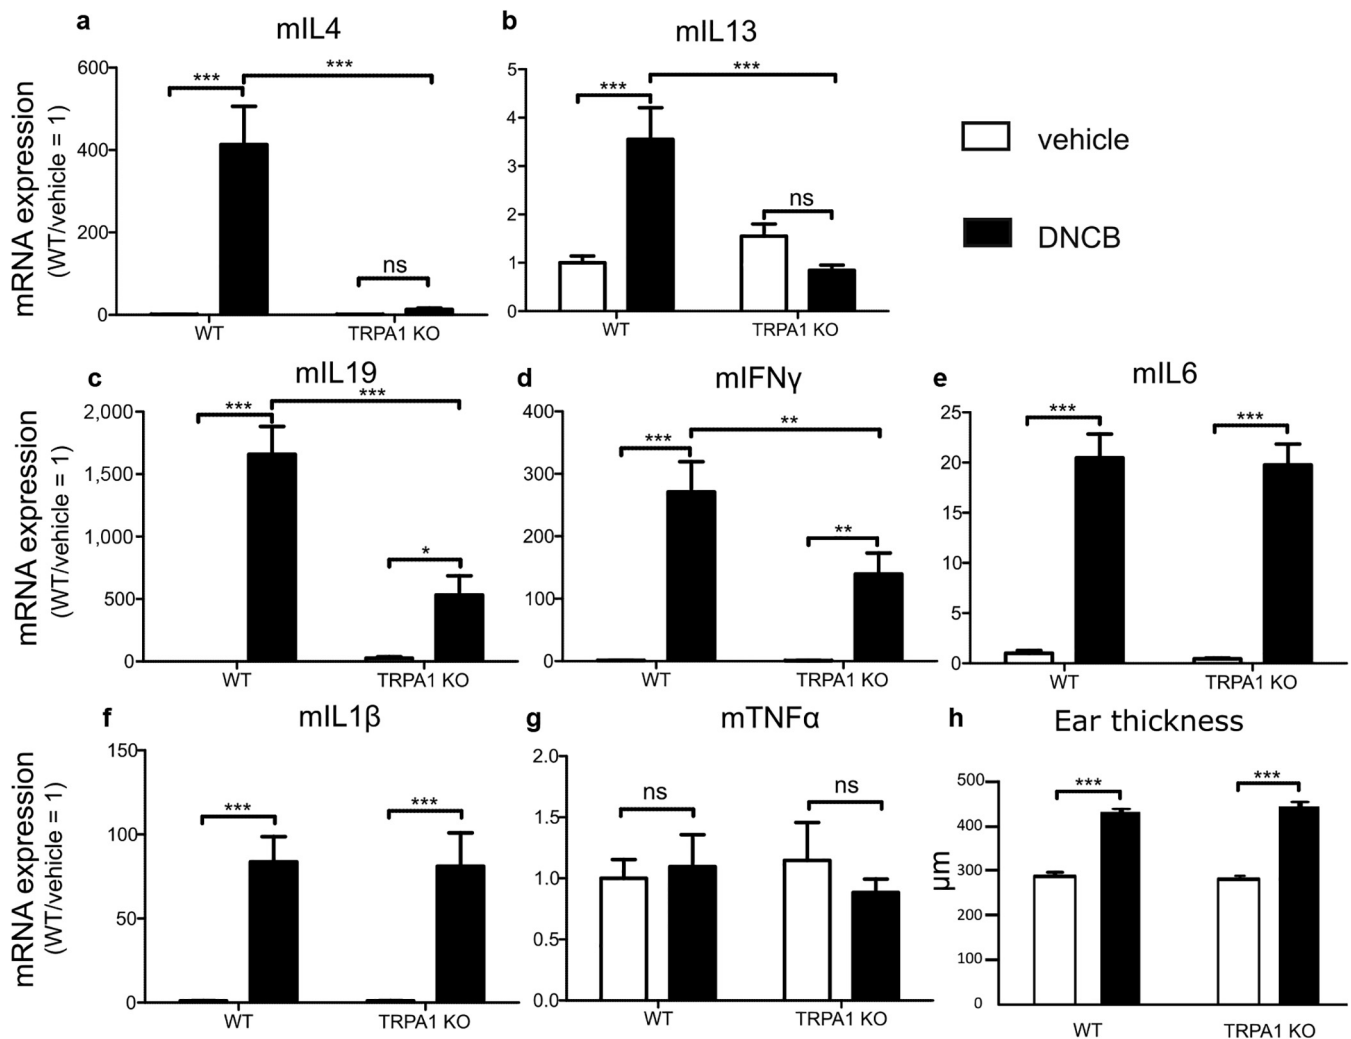 a
mIL4
mRNA expression
(WT/vehicle = 1)
600
400
200
0
***
***
ns
WT
TRPA1 KO
b
mIL13
5
4
3
2
1
0
***
***
ns
WT
TRPA1 KO
vehicle
DNCB
c
mIL19
mRNA expression
(WT/vehicle = 1)
2,000
1,500
1,000
500
0
***
***
*
WT
TRPA1 KO
d
mIFNγ
400
300
200
100
0
***
**
**
WT
TRPA1 KO
e
mIL6
25
20
15
10
5
0
***
***
WT
TRPA1 KO
f
mIL1β
mRNA expression
(WT/vehicle = 1)
150
100
50
0
***
***
WT
TRPA1 KO
g
mTNFα
2.0
1.5
1.0
0.5
0.0
ns
ns
WT
TRPA1 KO
h
Ear thickness
µm
500
400
300
200
100
0
***
***
WT
TRPA1 KO